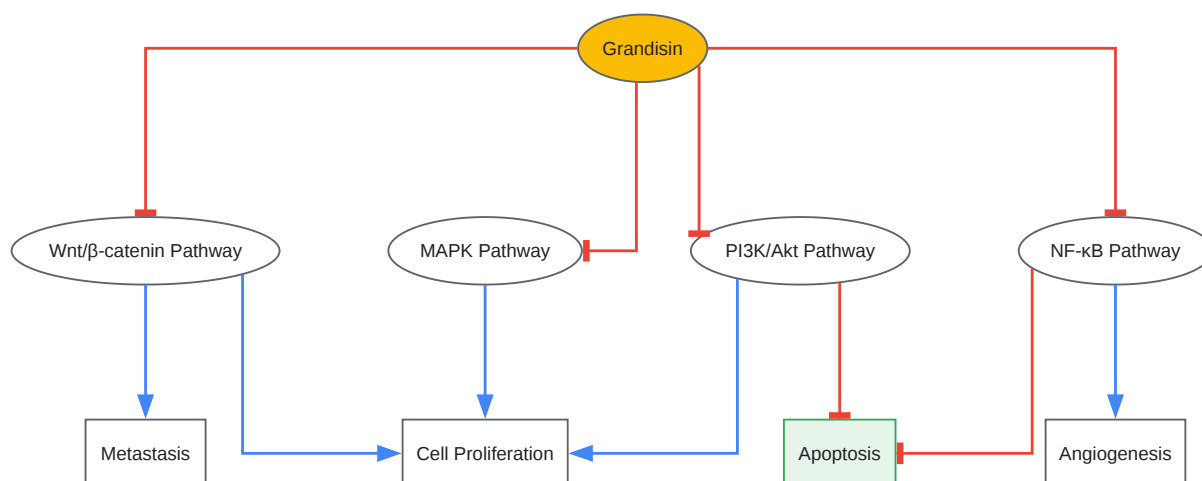 Grandisin
Wnt/β-catenin Pathway
MAPK Pathway
PI3K/Akt Pathway
NF-κB Pathway
Metastasis
Cell Proliferation
Apoptosis
Angiogenesis